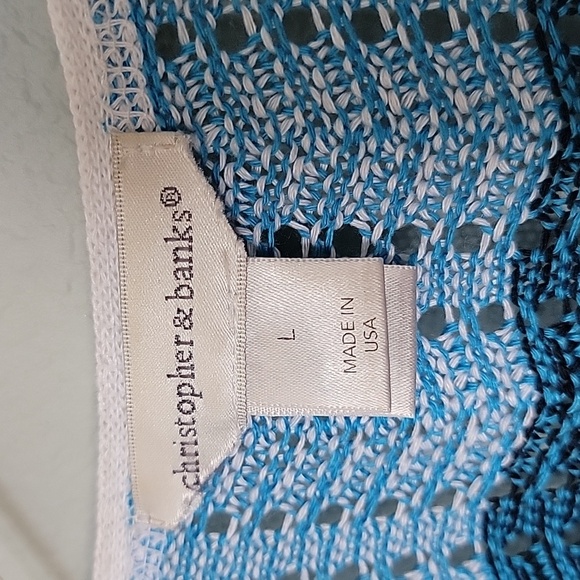 christopher & banks®
L
MADE IN
USA